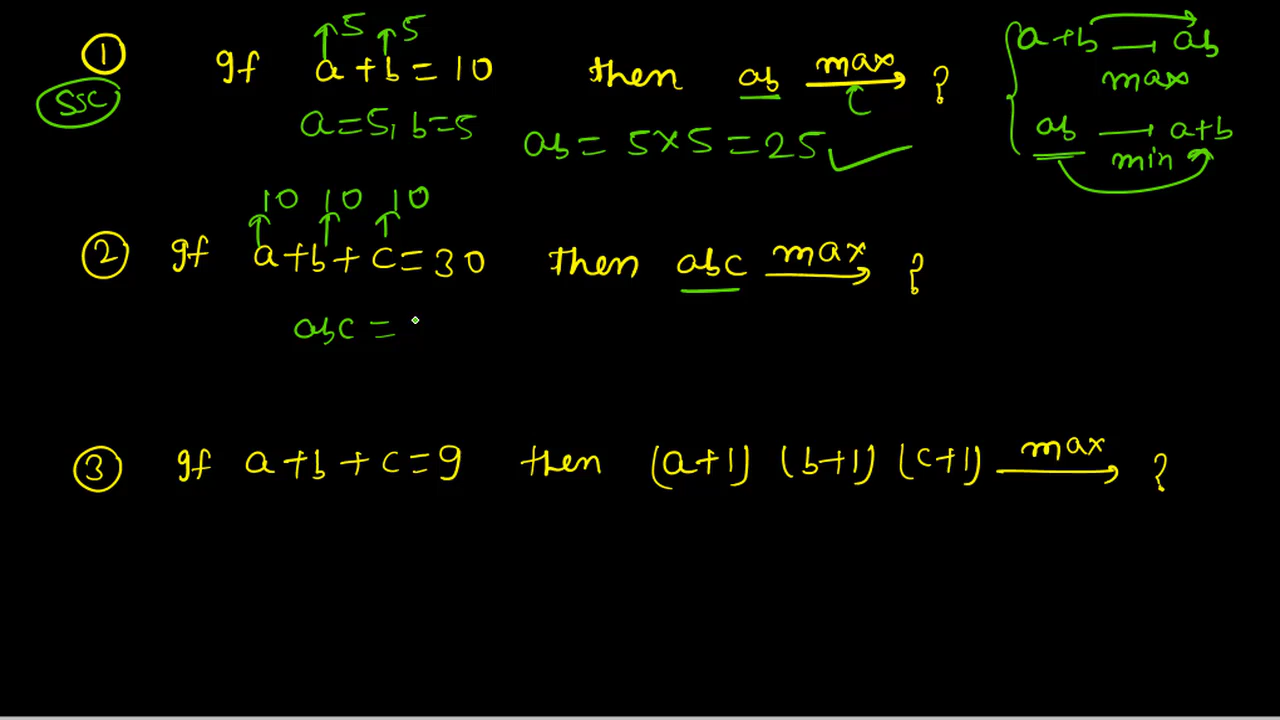 5 5
① If a + b = 10 then ab max → ?
SSC
a = 5, b = 5
ab = 5 × 5 = 25 ✓
a + b → ab
max
ab → a + b
min
10 10 10
② If a + b + c = 30 then abc max → ?
abc =
③ If a + b + c = 9 then (a+1) (b+1) (c+1) max → ?